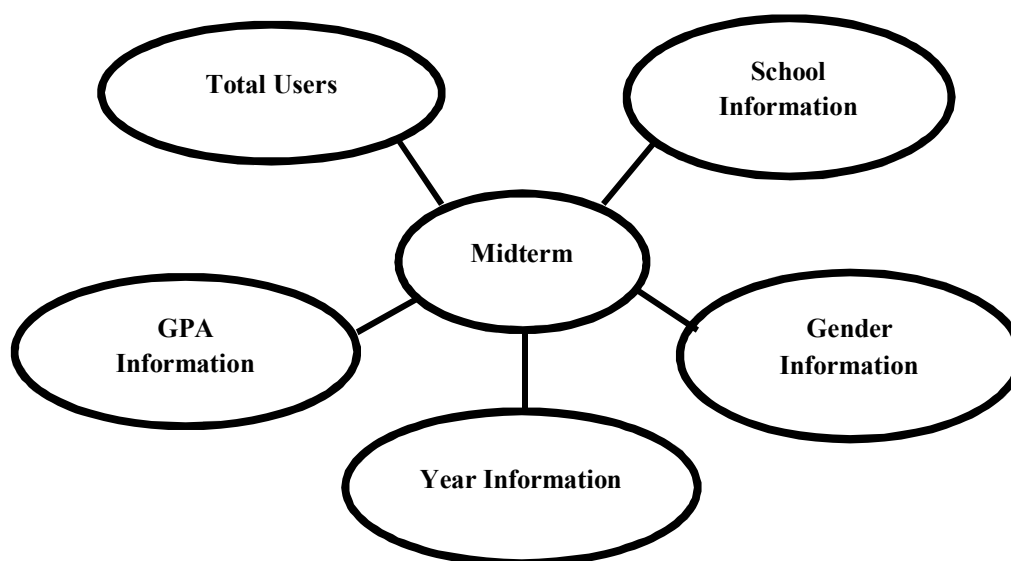 Total Users
School
Information
Midterm
GPA
Information
Gender
Information
Year Information